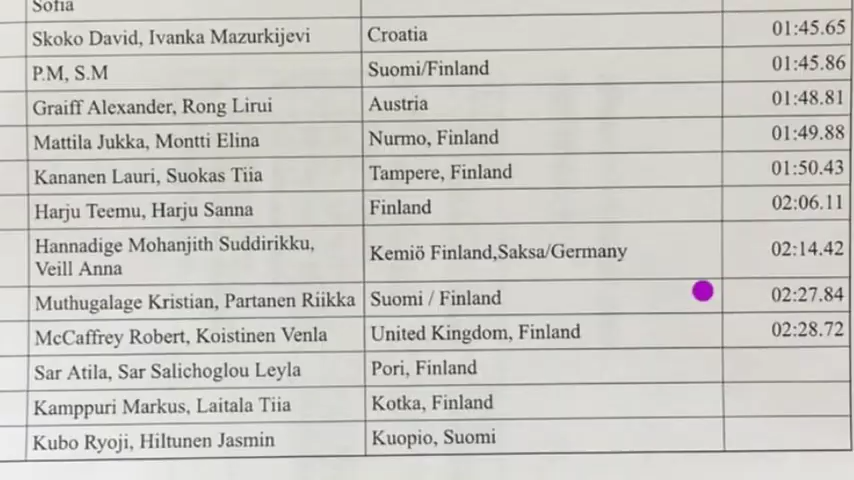 Sofia
Skoko David, Ivanka Mazurkijevi Croatia 01:45.65
P.M, S.M Suomi/Finland 01:45.86
Graiff Alexander, Rong Lirui Austria 01:48.81
Mattila Jukka, Montti Elina Nurmo, Finland 01:49.88
Kananen Lauri, Suokas Tiia Tampere, Finland 01:50.43
Harju Teemu, Harju Sanna Finland 02:06.11
Hannadige Mohanjith Suddirikku,
Veill Anna Kemiö Finland,Saksa/Germany 02:14.42
Muthugalage Kristian, Partanen Riikka Suomi / Finland 02:27.84
McCaffrey Robert, Koistinen Venla United Kingdom, Finland 02:28.72
Sar Atila, Sar Salichoglou Leyla Pori, Finland
Kamppuri Markus, Laitala Tiia Kotka, Finland
Kubo Ryoji, Hiltunen Jasmin Kuopio, Suomi